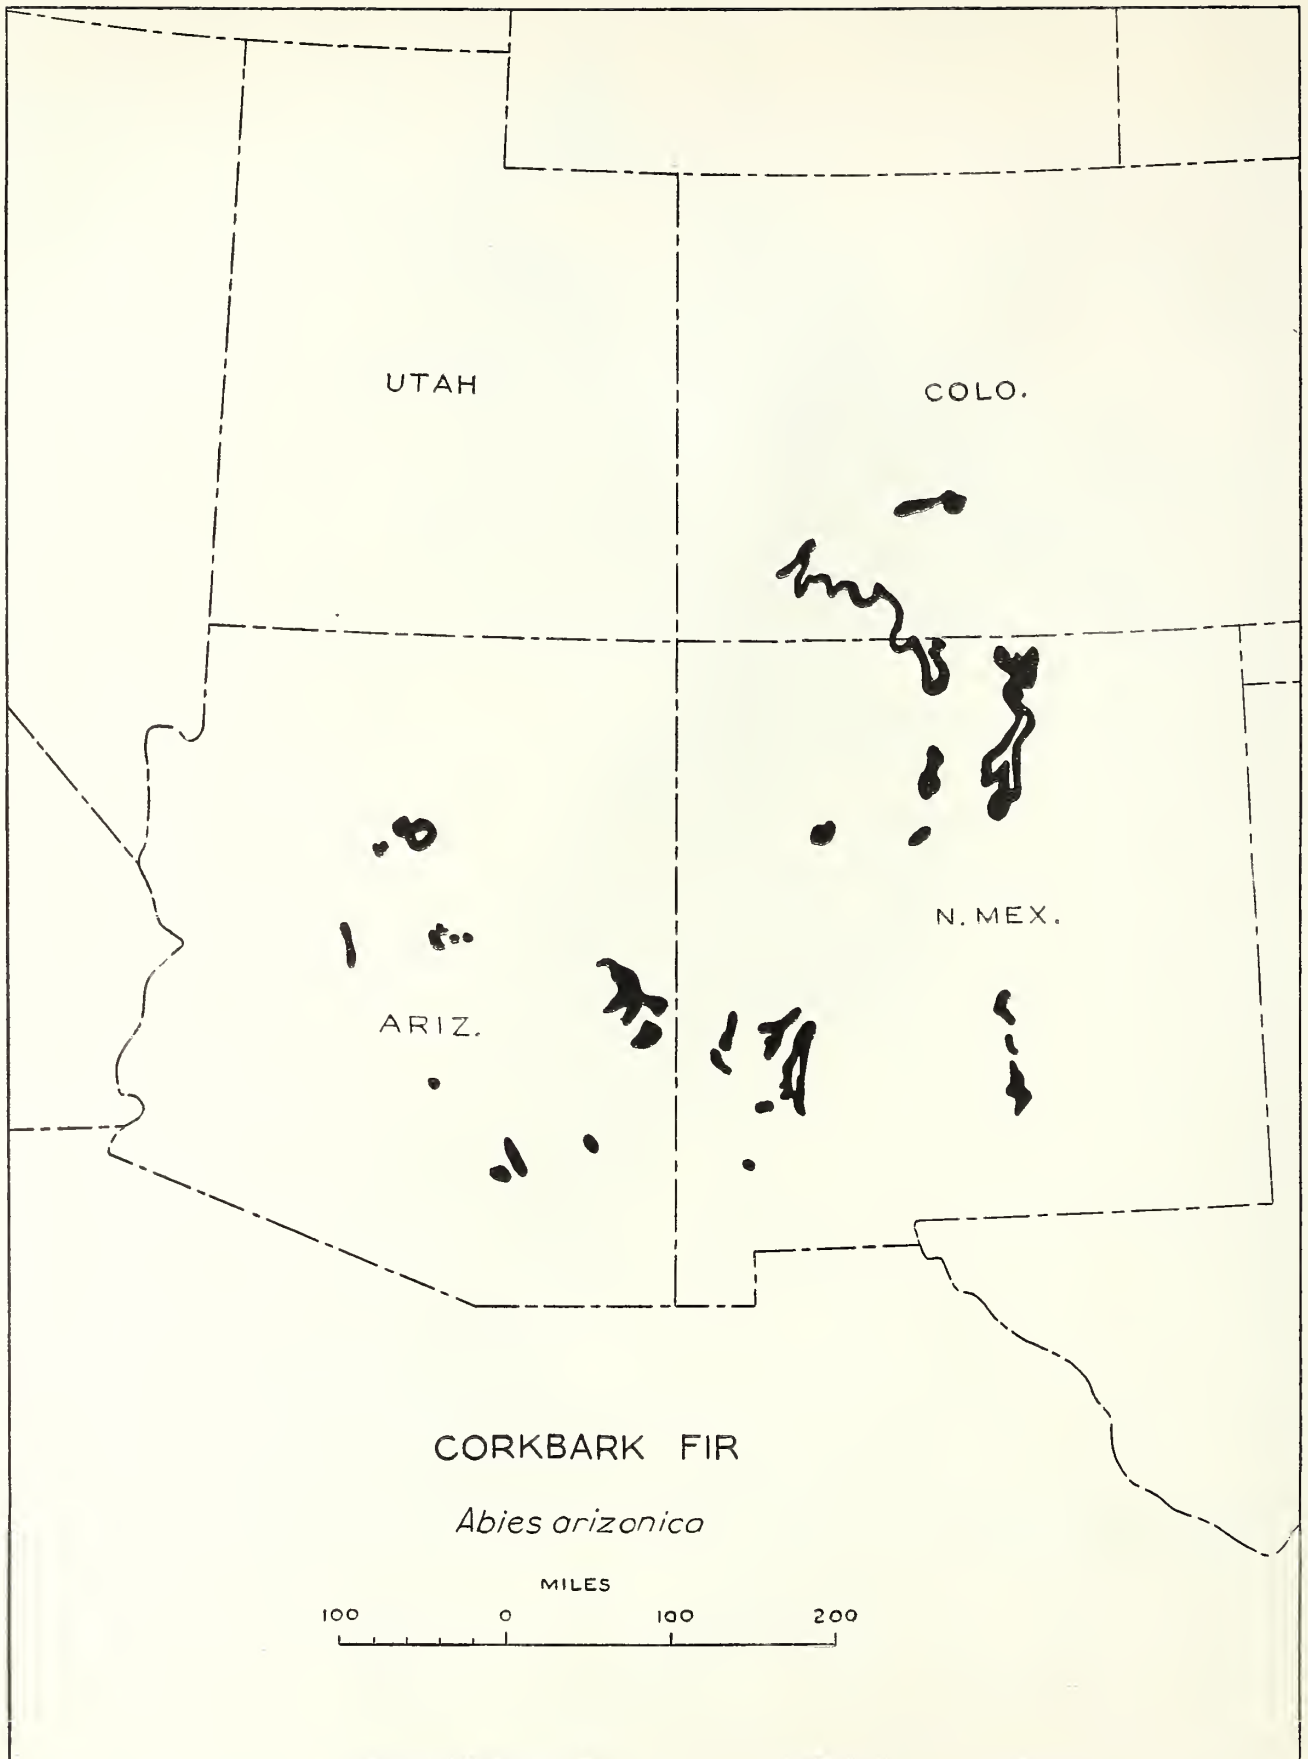 UTAH
COLO.
N. MEX.
ARIZ.
CORKBARK FIR
Abies arizonica
MILES
100 0 100 200